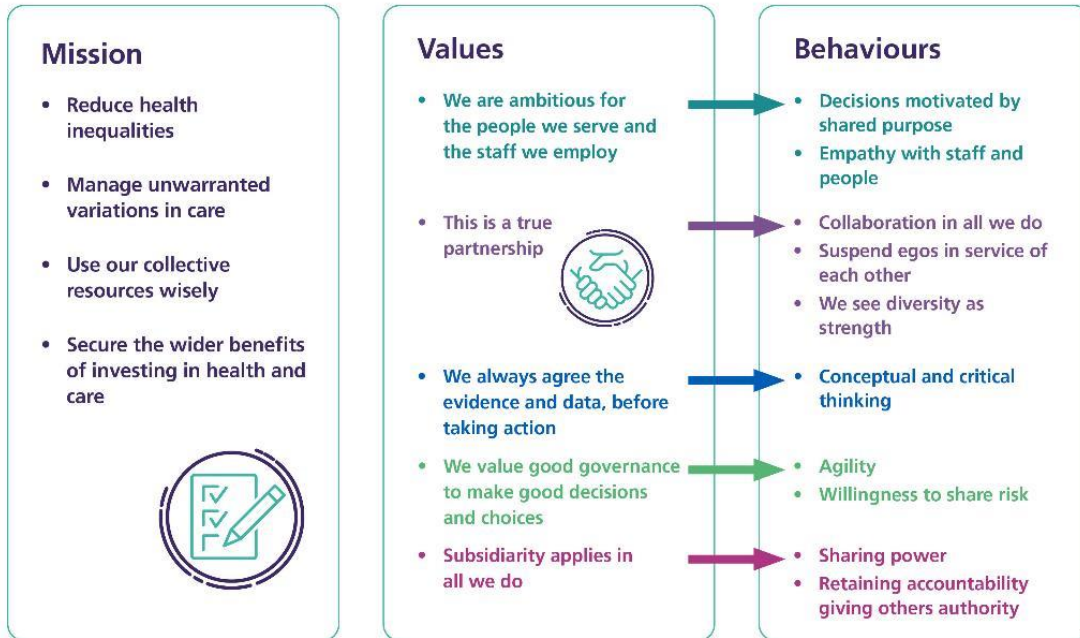 Mission
• Reduce health
inequalities
• Manage unwarranted
variations in care
• Use our collective
resources wisely
• Secure the wider benefits
of investing in health and
care
Values
• We are ambitious for
the people we serve and
the staff we employ
• This is a true
partnership
• We always agree the
evidence and data, before
taking action
• We value good governance
to make good decisions
and choices
• Subsidiarity applies in
all we do
Behaviours
• Decisions motivated by
shared purpose
• Empathy with staff and
people
• Collaboration in all we do
• Suspend egos in service of
each other
• We see diversity as
strength
• Conceptual and critical
thinking
• Agility
• Willingness to share risk
• Sharing power
• Retaining accountability
giving others authority